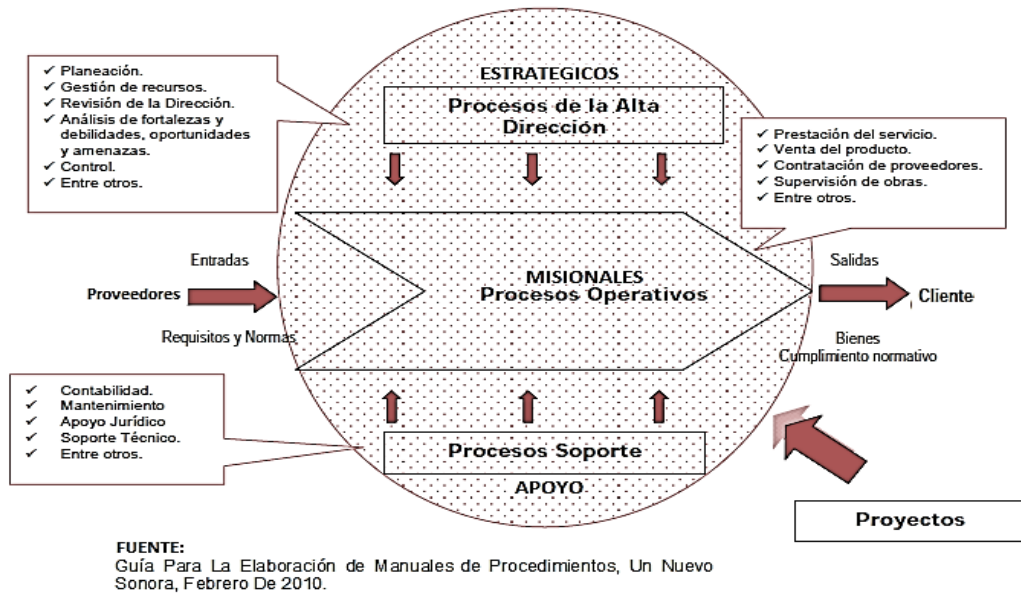 ✓ Planeación.
✓ Gestión de recursos.
✓ Revisión de la Dirección.
✓ Análisis de fortalezas y
debilidades, oportunidades
y amenazas.
✓ Control.
✓ Entre otros.
ESTRATEGICOS
Procesos de la Alta
Dirección
✓ Prestación del servicio.
✓ Venta del producto.
✓ Contratación de proveedores.
✓ Supervisión de obras.
✓ Entre otros.
Entradas
Proveedores
Requisitos y Normas
MISIONALES
Procesos Operativos
Salidas
Cliente
Bienes
Cumplimiento normativo
✓ Contabilidad.
✓ Mantenimiento
✓ Apoyo Jurídico
✓ Soporte Técnico.
✓ Entre otros.
Procesos Soporte
APOYO
Proyectos
FUENTE:
Guía Para La Elaboración de Manuales de Procedimientos, Un Nuevo
Sonora, Febrero De 2010.